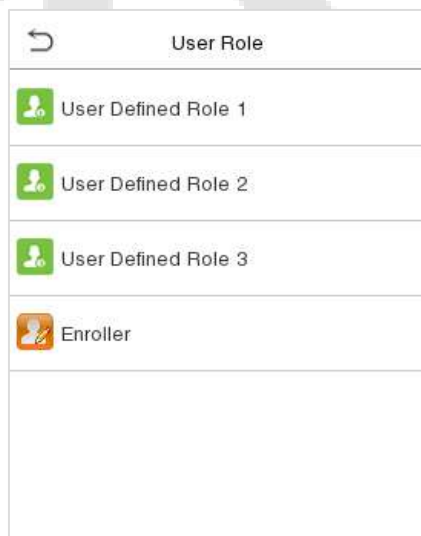 User Role
User Defined Role 1
User Defined Role 2
User Defined Role 3
Enroller